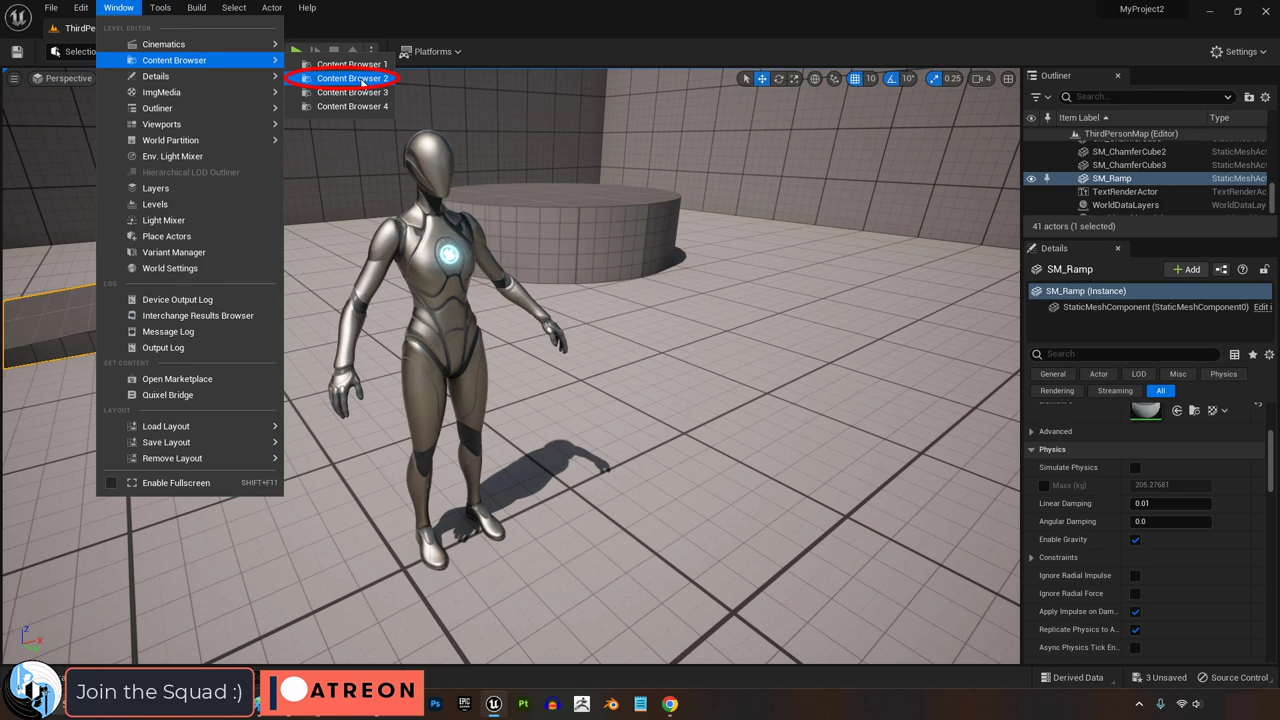 File Edit Window Tools Build Select Actor Help
MyProject2
ThirdPe
Selectio
Platforms
Settings
LEVEL EDITOR
Cinematics
Content Browser
Details
ImgMedia
Outliner
Viewports
World Partition
Env. Light Mixer
Hierarchical LOD Outliner
Layers
Levels
Light Mixer
Place Actors
Variant Manager
World Settings
LOG
Device Output Log
Interchange Results Browser
Message Log
Output Log
GET CONTENT
Open Marketplace
Quixel Bridge
LAYOUT
Load Layout
Save Layout
Remove Layout
Enable Fullscreen SHIFT+F11
Content Browser 1
Content Browser 2
Content Browser 3
Content Browser 4
Perspective
10 10° 0.25 4
Z
X
Outliner
Search...
Item Label Type
ThirdPersonMap (Editor)
SM_ChamferCube2 StaticMeshAc
SM_ChamferCube3 StaticMeshAc
SM_Ramp StaticMeshAc
TextRenderActor TextRenderAc
WorldDataLayers WorldDataLay
41 actors (1 selected)
Details
SM_Ramp
Add
SM_Ramp (Instance)
StaticMeshComponent (StaticMeshComponent0) Edit i
Search
General Actor LOD Misc Physics
Rendering Streaming All
Advanced
Physics
Simulate Physics
Mass (kg) 205.27681
Linear Damping 0.01
Angular Damping 0.0
Enable Gravity
Constraints
Ignore Radial Impulse
Ignore Radial Force
Apply Impulse on Dam...
Replicate Physics to A...
Async Physics Tick En...
Derived Data 3 Unsaved Source Control
Join the Squad :)
PATREON
Ps
EPIC GAMES
Pt